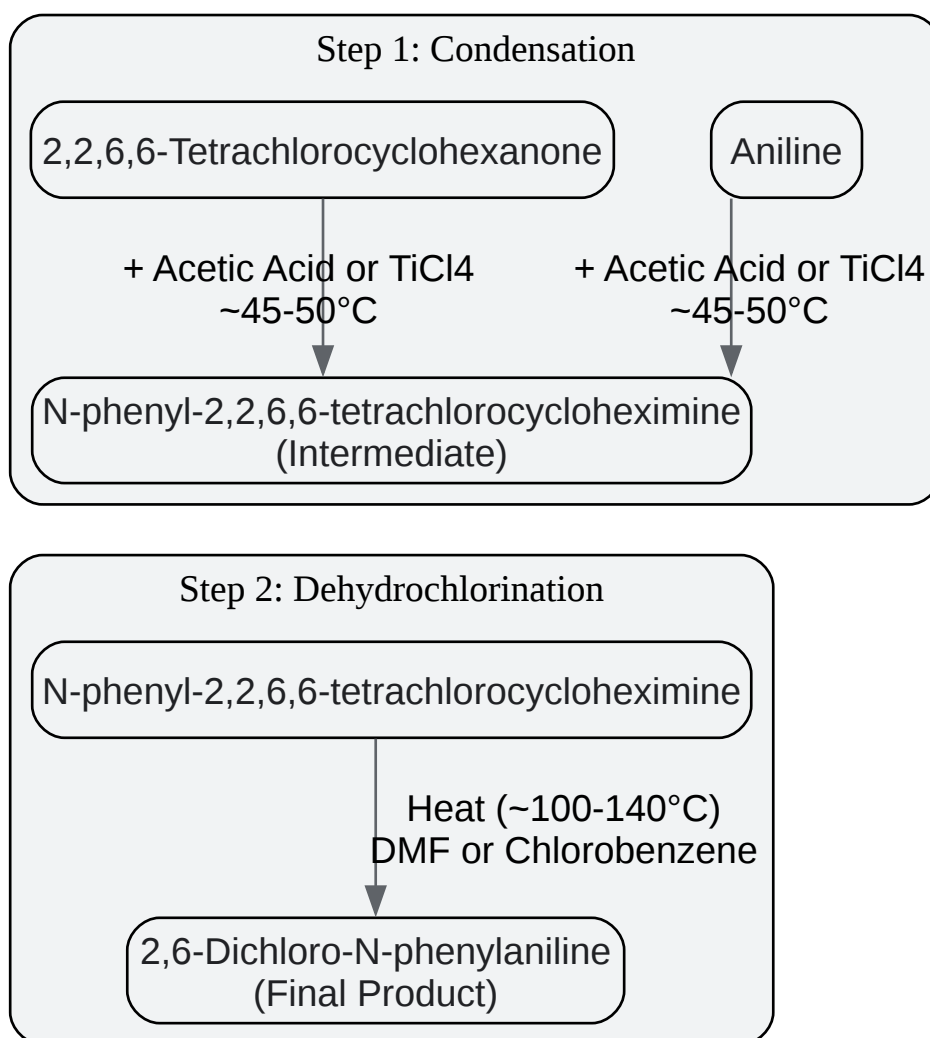 Step 1: Condensation
2,2,6,6-Tetrachlorocyclohexanone
Aniline
+ Acetic Acid or TiCl4
~45-50°C
+ Acetic Acid or TiCl4
~45-50°C
N-phenyl-2,2,6,6-tetrachlorocycloheximine
(Intermediate)
Step 2: Dehydrochlorination
N-phenyl-2,2,6,6-tetrachlorocycloheximine
Heat (~100-140°C)
DMF or Chlorobenzene
2,6-Dichloro-N-phenylaniline
(Final Product)